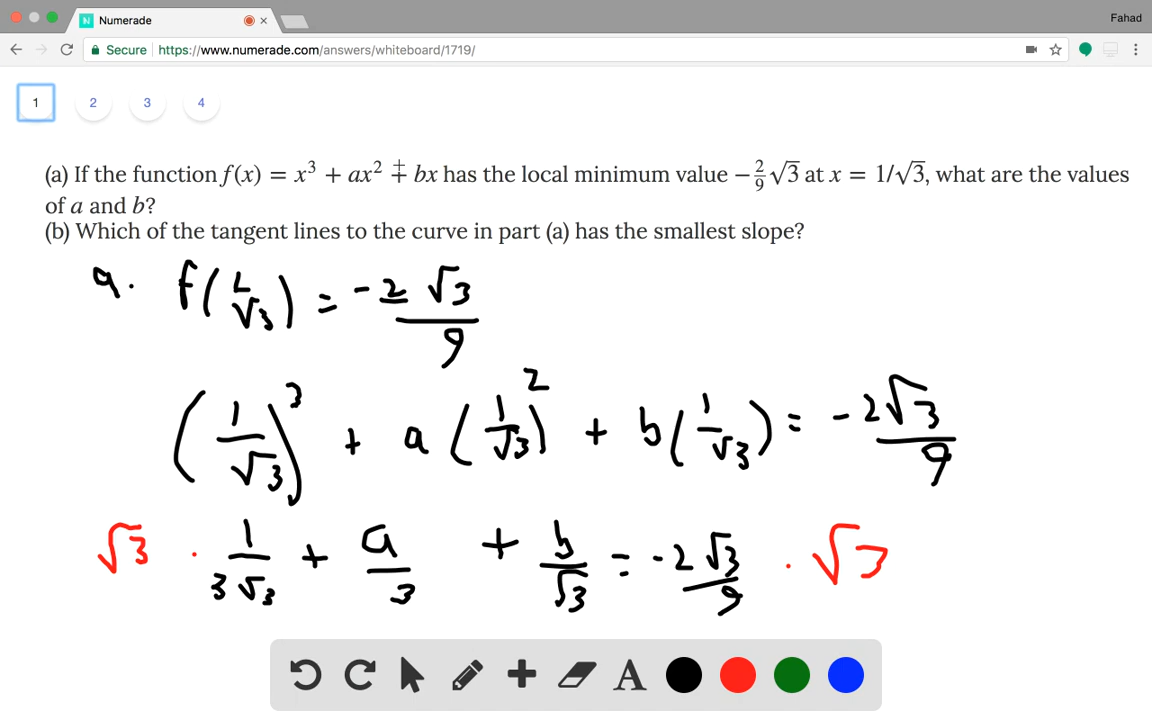 Numerade
Fahad
Secure https://www.numerade.com/answers/whiteboard/1719/
1 2 3 4
(a) If the function f(x) = x³ + ax² + bx has the local minimum value −2/9 √3 at x = 1/√3, what are the values
of a and b?
(b) Which of the tangent lines to the curve in part (a) has the smallest slope?
a. f(1/√3) = -2√3/9
(1/√3)³ + a(1/√3)² + b(1/√3) = -2√3/9
√3 · 1/3√3 + a/3 + b/√3 = -2√3/9 · √3
A